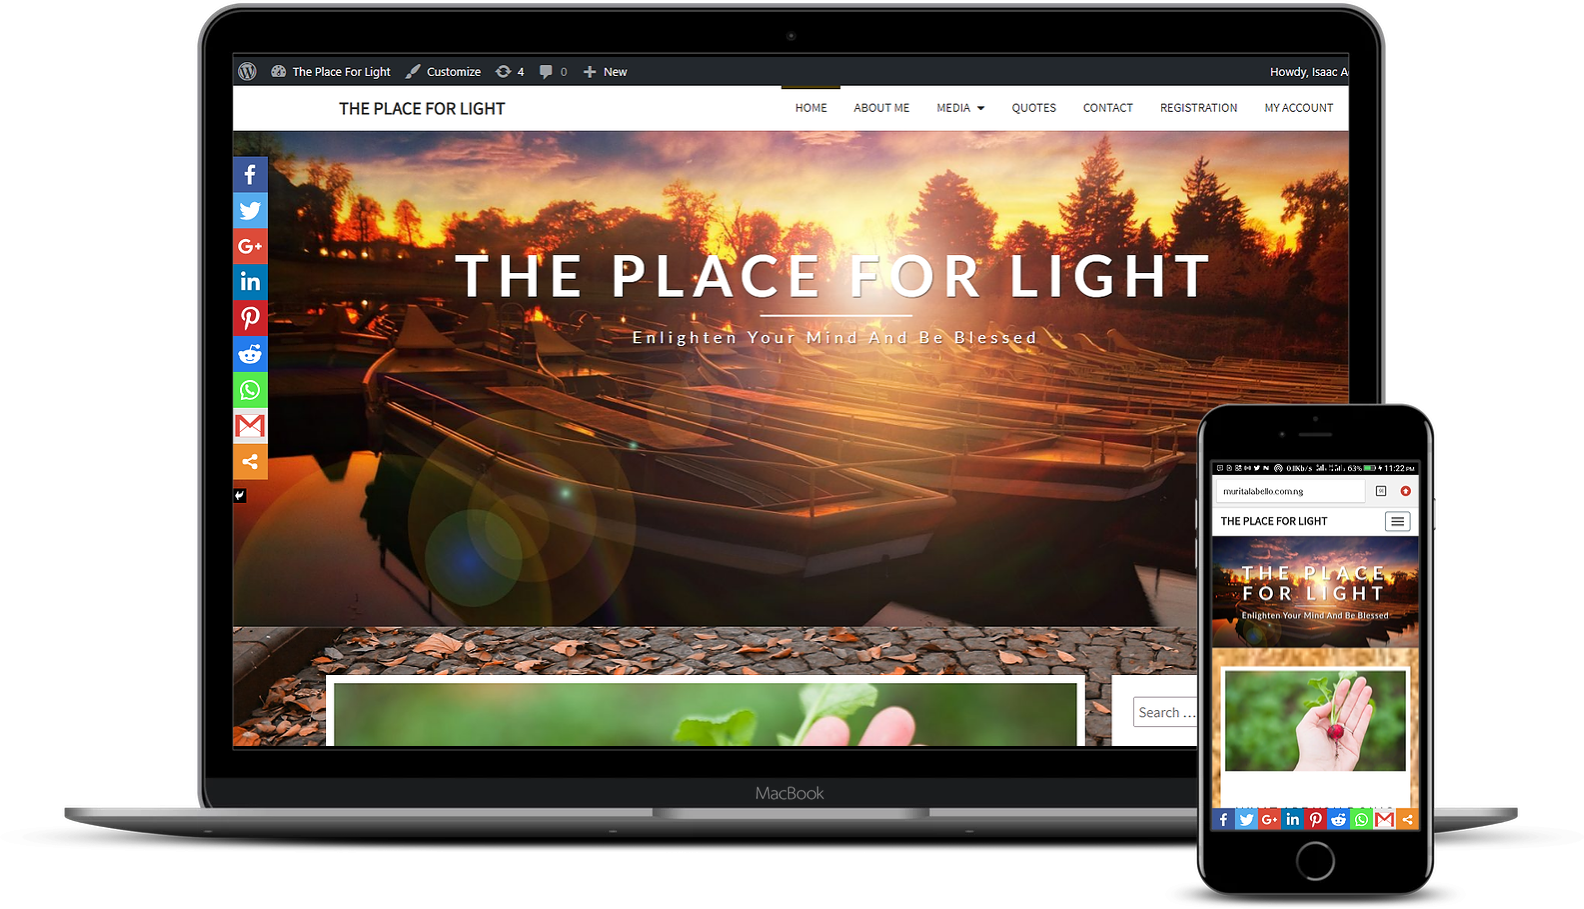 The Place For Light Customize 4 0 New Howdy, Isaac A
THE PLACE FOR LIGHT HOME ABOUT ME MEDIA QUOTES CONTACT REGISTRATION MY ACCOUNT
THE PLACE FOR LIGHT
Enlighten Your Mind And Be Blessed
Search ...
MacBook
0.1Kb/s 63% 11:22 PM
muritalabello.com.ng
THE PLACE FOR LIGHT
THE PLACE
FOR LIGHT
Enlighten Your Mind And Be Blessed